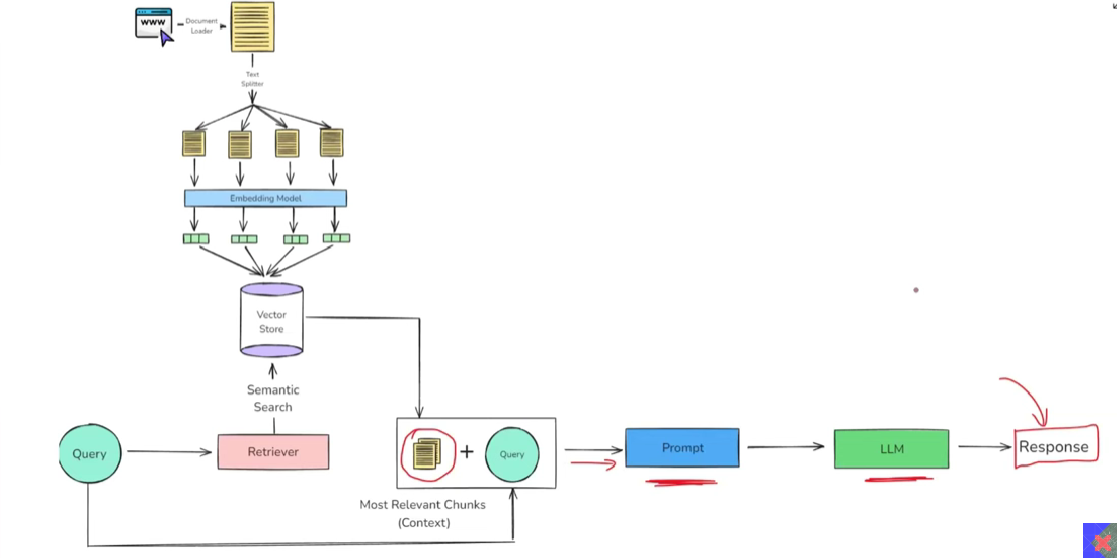 www
Document
Loader
Text
Splitter
Embedding Model
Vector
Store
Semantic
Search
Query
Retriever
+
Query
Most Relevant Chunks
(Context)
Prompt
LLM
Response